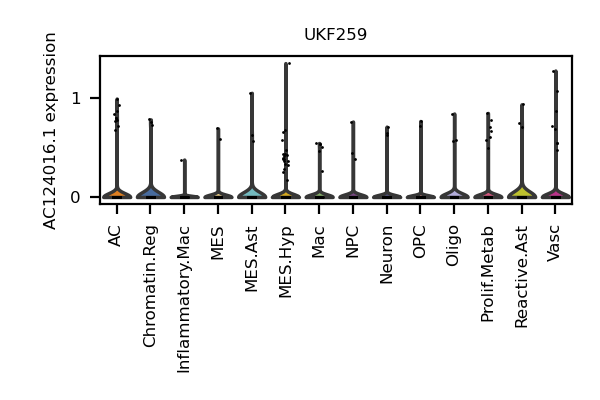 UKF259
AC124016.1 expression
1
0
AC
Chromatin.Reg
Inflammatory.Mac
MES
MES.Ast
MES.Hyp
Mac
NPC
Neuron
OPC
Oligo
Prolif.Metab
Reactive.Ast
Vasc